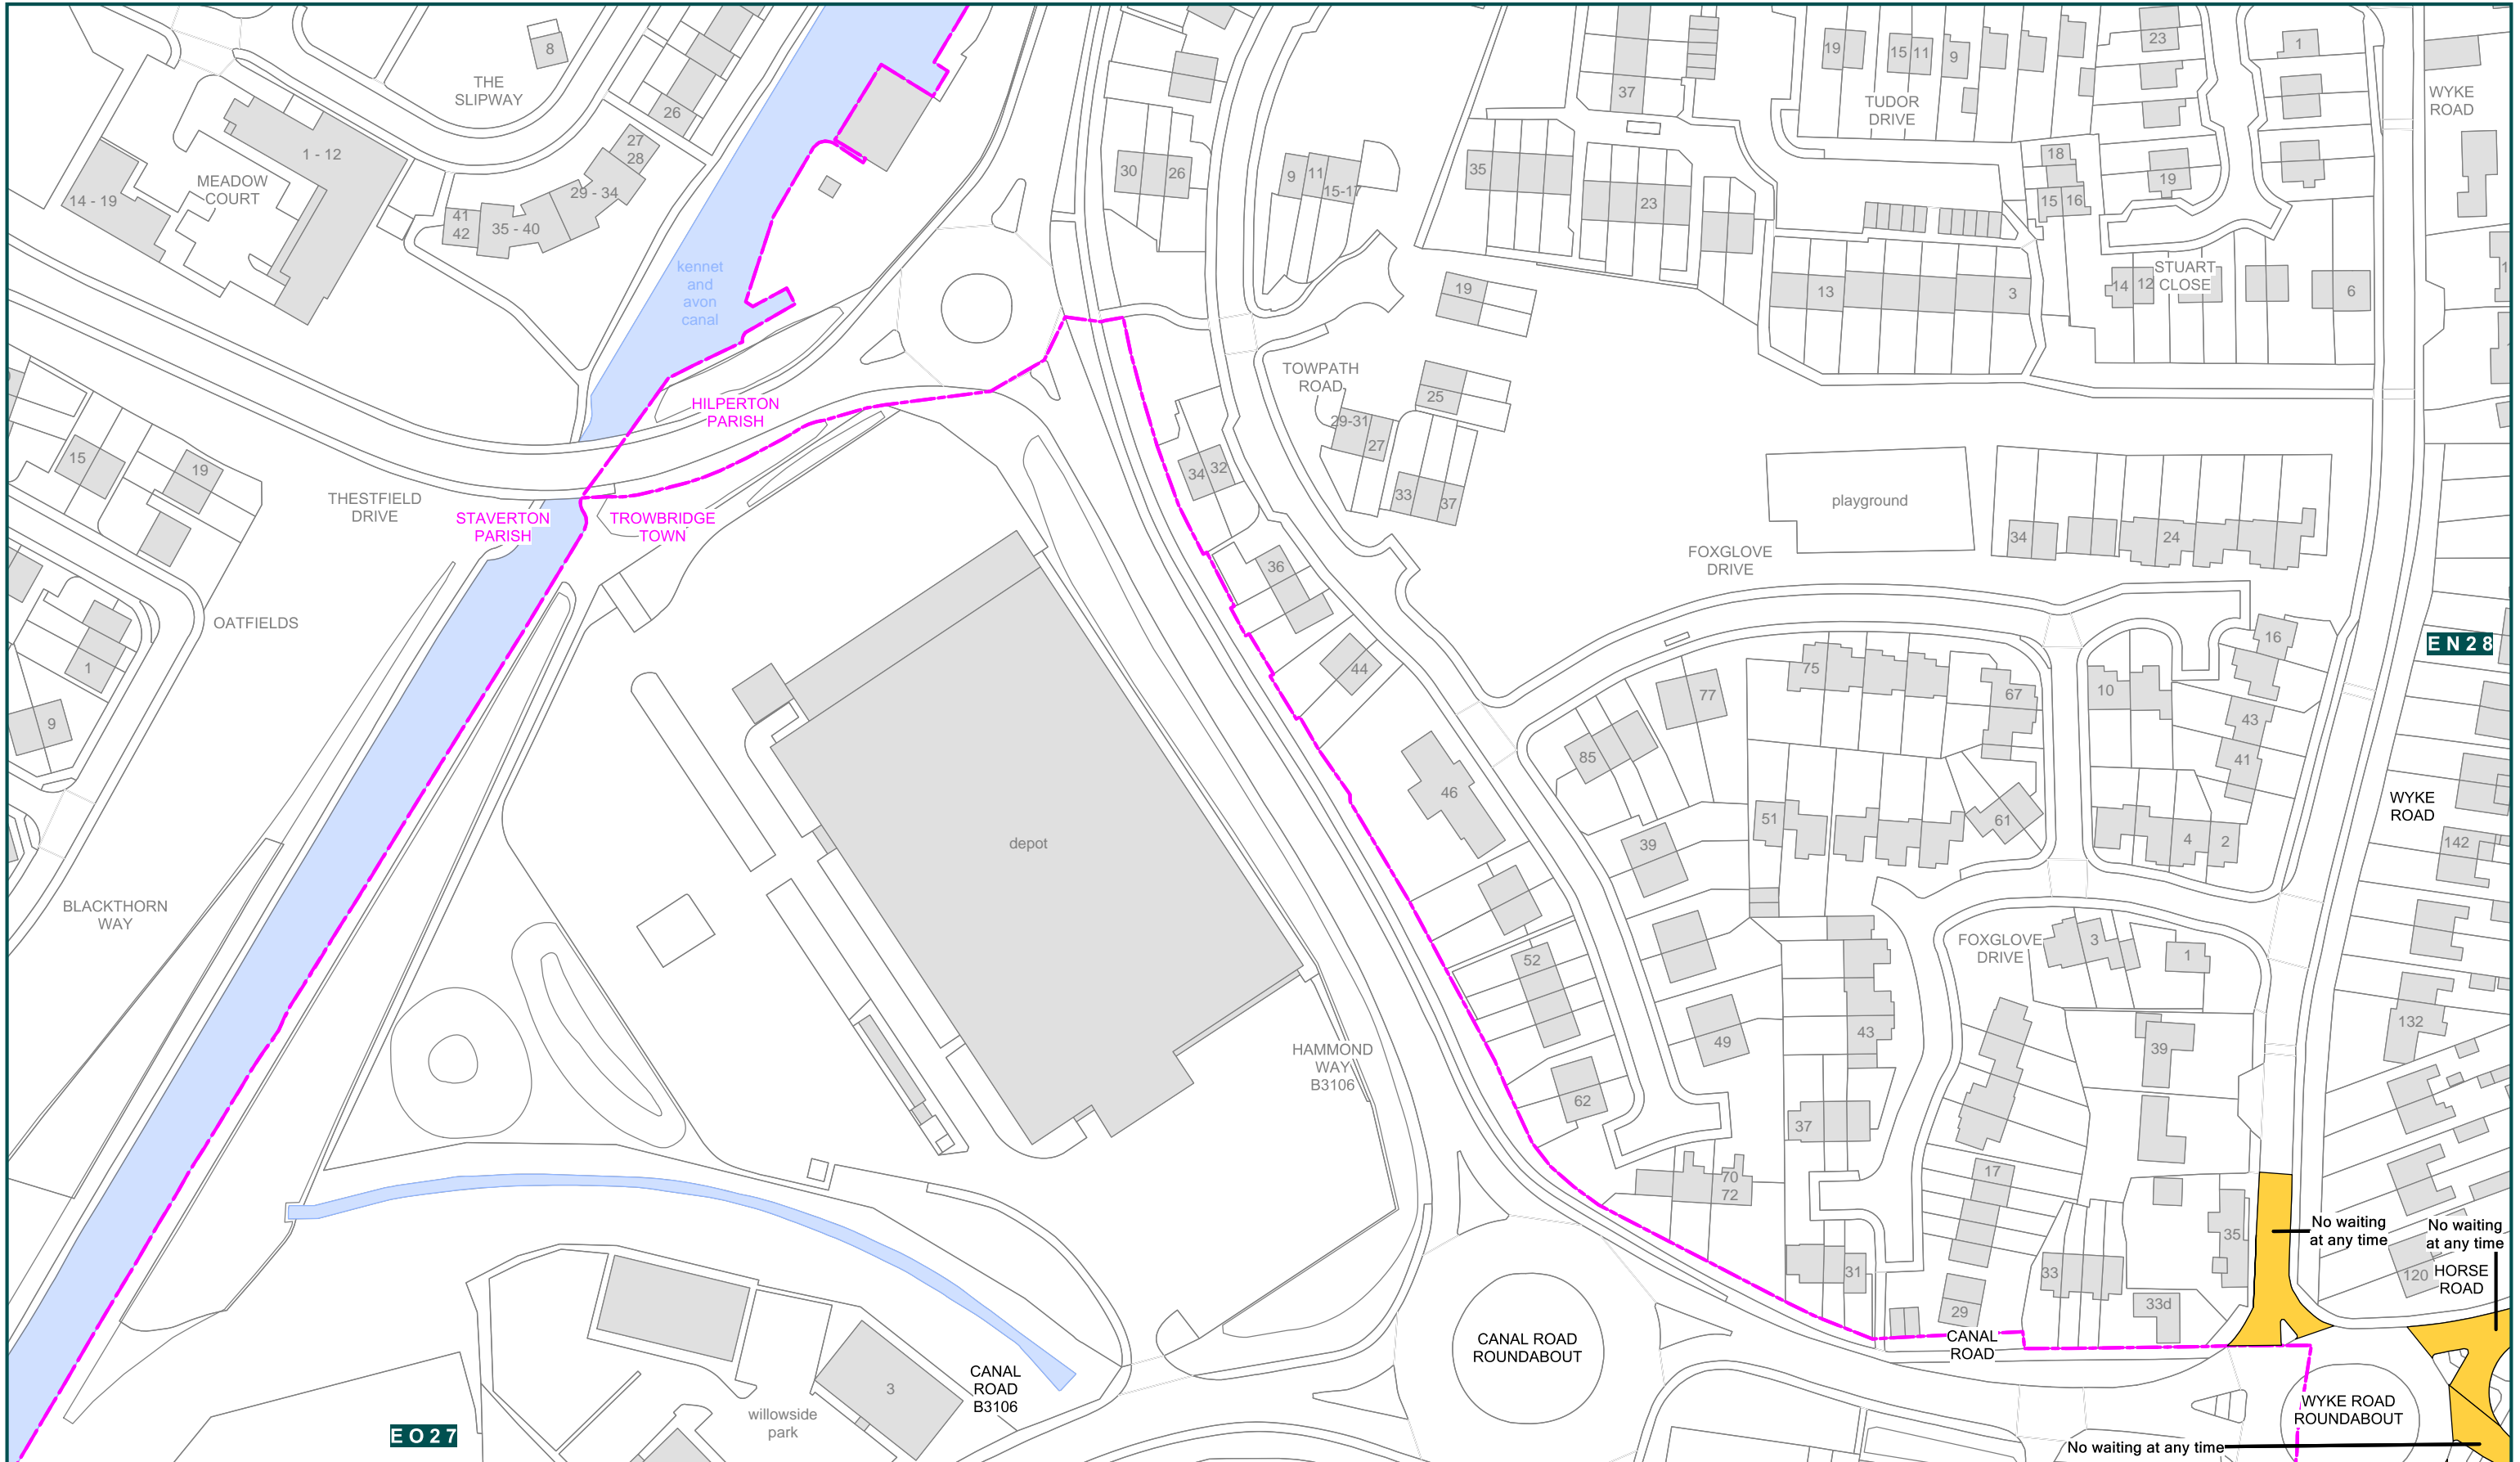 8
THE
SLIPWAY
26
27
28
29 - 34
1 - 12
MEADOW
COURT
14 - 19
41
42
35 - 40
kennet
and
avon
canal
30
26
9
11
15-17
37
35
23
19
15
11
9
TUDOR
DRIVE
23
1
WYKE
ROAD
18
15
16
19
13
3
14
12
STUART
CLOSE
6
19
TOWPATH
ROAD
25
29-31
27
33
37
HILPERTON
PARISH
34
32
15
19
THESTFIELD
DRIVE
STAVERTON
PARISH
TROWBRIDGE
TOWN
playground
34
24
FOXGLOVE
DRIVE
36
44
OATFIELDS
1
9
16
EN28
75
77
67
10
43
41
85
46
51
61
39
4
2
WYKE
ROAD
142
depot
BLACKTHORN
WAY
52
FOXGLOVE
DRIVE
3
1
49
43
39
132
HAMMOND
WAY
B3106
62
37
70
72
17
35
No waiting
at any time
No waiting
at any time
HORSE
ROAD
120
31
33
29
33d
CANAL ROAD
ROUNDABOUT
CANAL
ROAD
CANAL
ROAD
B3106
3
willowside
park
WYKE ROAD
ROUNDABOUT
EO27
No waiting at any time